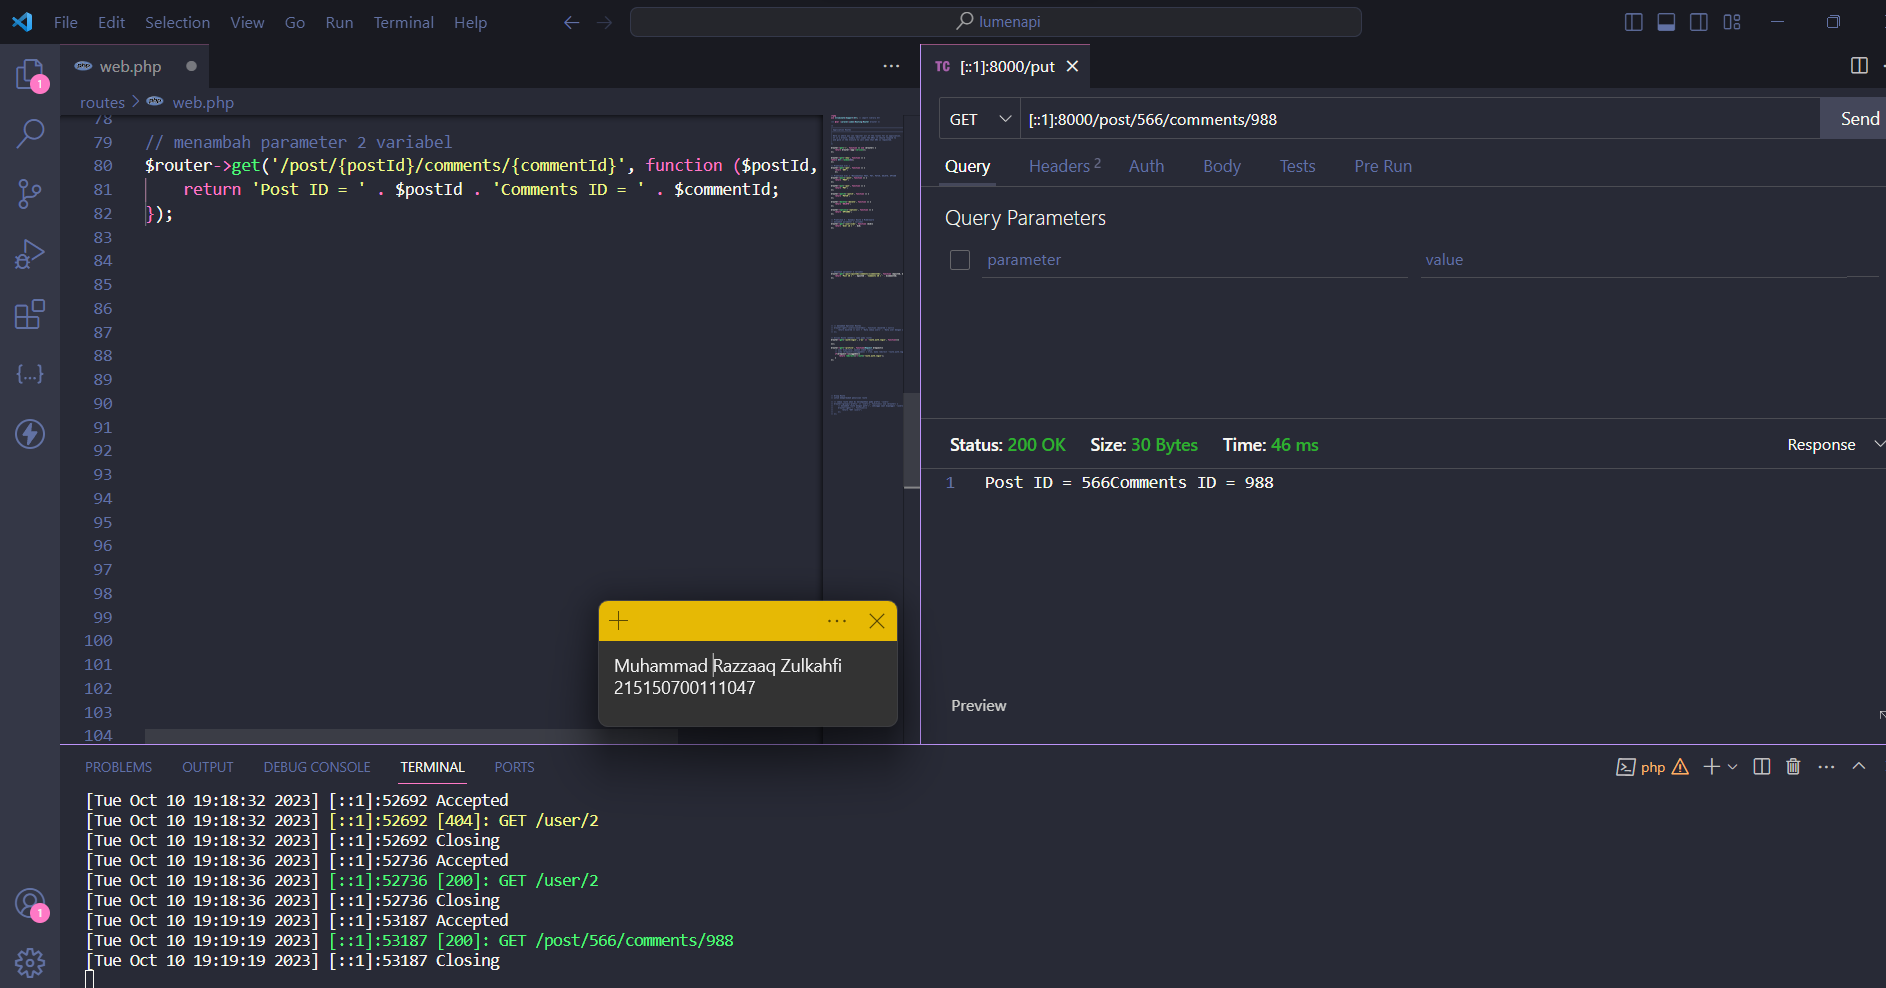 File Edit Selection View Go Run Terminal Help
lumenapi
1
web.php
routes > web.php
78
79 // menambah parameter 2 variabel
80 $router->get('/post/{postId}/comments/{commentId}', function ($postId,
81 return 'Post ID = ' . $postId . 'Comments ID = ' . $commentId;
82 });
83
84
85
86
87
88
89
90
91
92
93
94
95
96
97
98
99
100
101
102
103
104
TC [::1]:8000/put
GET [::1]:8000/post/566/comments/988 Send
Query Headers 2 Auth Body Tests Pre Run
Query Parameters
parameter value
Status: 200 OK Size: 30 Bytes Time: 46 ms Response
1 Post ID = 566Comments ID = 988
Preview
Muhammad Razzaaq Zulkahfi
215150700111047
PROBLEMS OUTPUT DEBUG CONSOLE TERMINAL PORTS
php
[Tue Oct 10 19:18:32 2023] [::1]:52692 Accepted
[Tue Oct 10 19:18:32 2023] [::1]:52692 [404]: GET /user/2
[Tue Oct 10 19:18:32 2023] [::1]:52692 Closing
[Tue Oct 10 19:18:36 2023] [::1]:52736 Accepted
[Tue Oct 10 19:18:36 2023] [::1]:52736 [200]: GET /user/2
[Tue Oct 10 19:18:36 2023] [::1]:52736 Closing
[Tue Oct 10 19:19:19 2023] [::1]:53187 Accepted
[Tue Oct 10 19:19:19 2023] [::1]:53187 [200]: GET /post/566/comments/988
[Tue Oct 10 19:19:19 2023] [::1]:53187 Closing
1